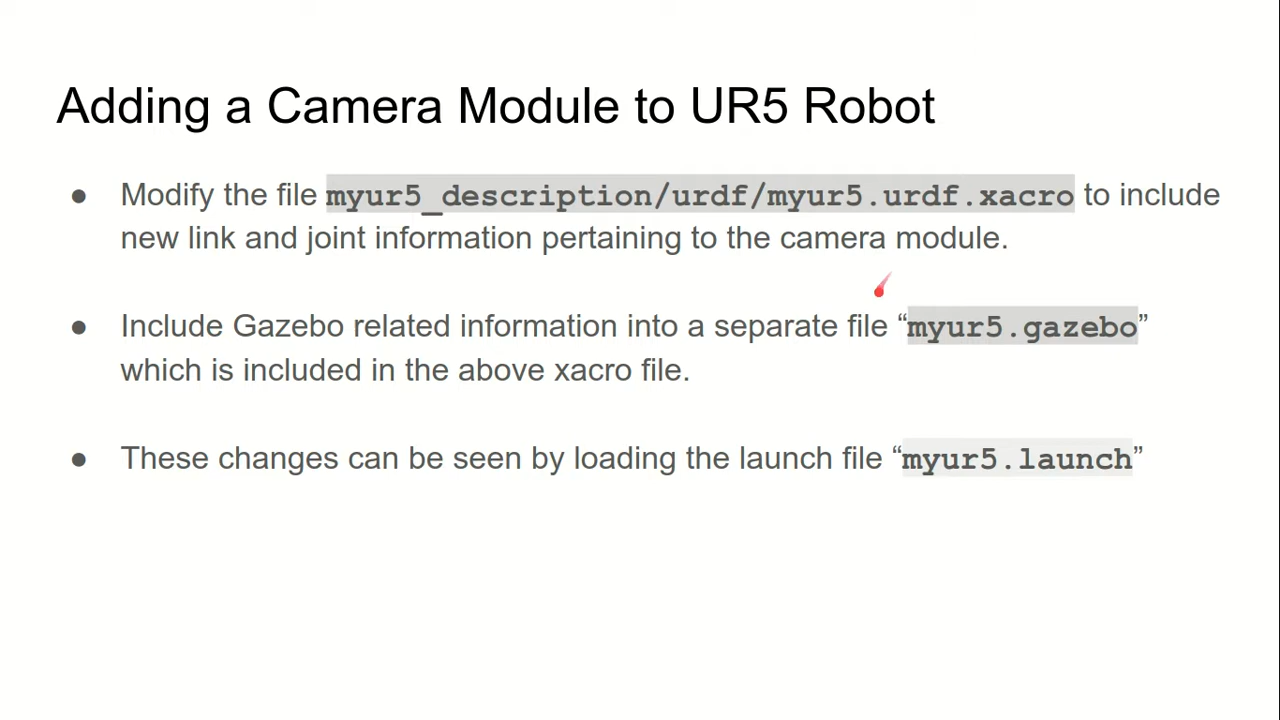 Adding a Camera Module to UR5 Robot
● Modify the file myur5_description/urdf/myur5.urdf.xacro to include
new link and joint information pertaining to the camera module.
● Include Gazebo related information into a separate file “myur5.gazebo”
which is included in the above xacro file.
● These changes can be seen by loading the launch file “myur5.launch”